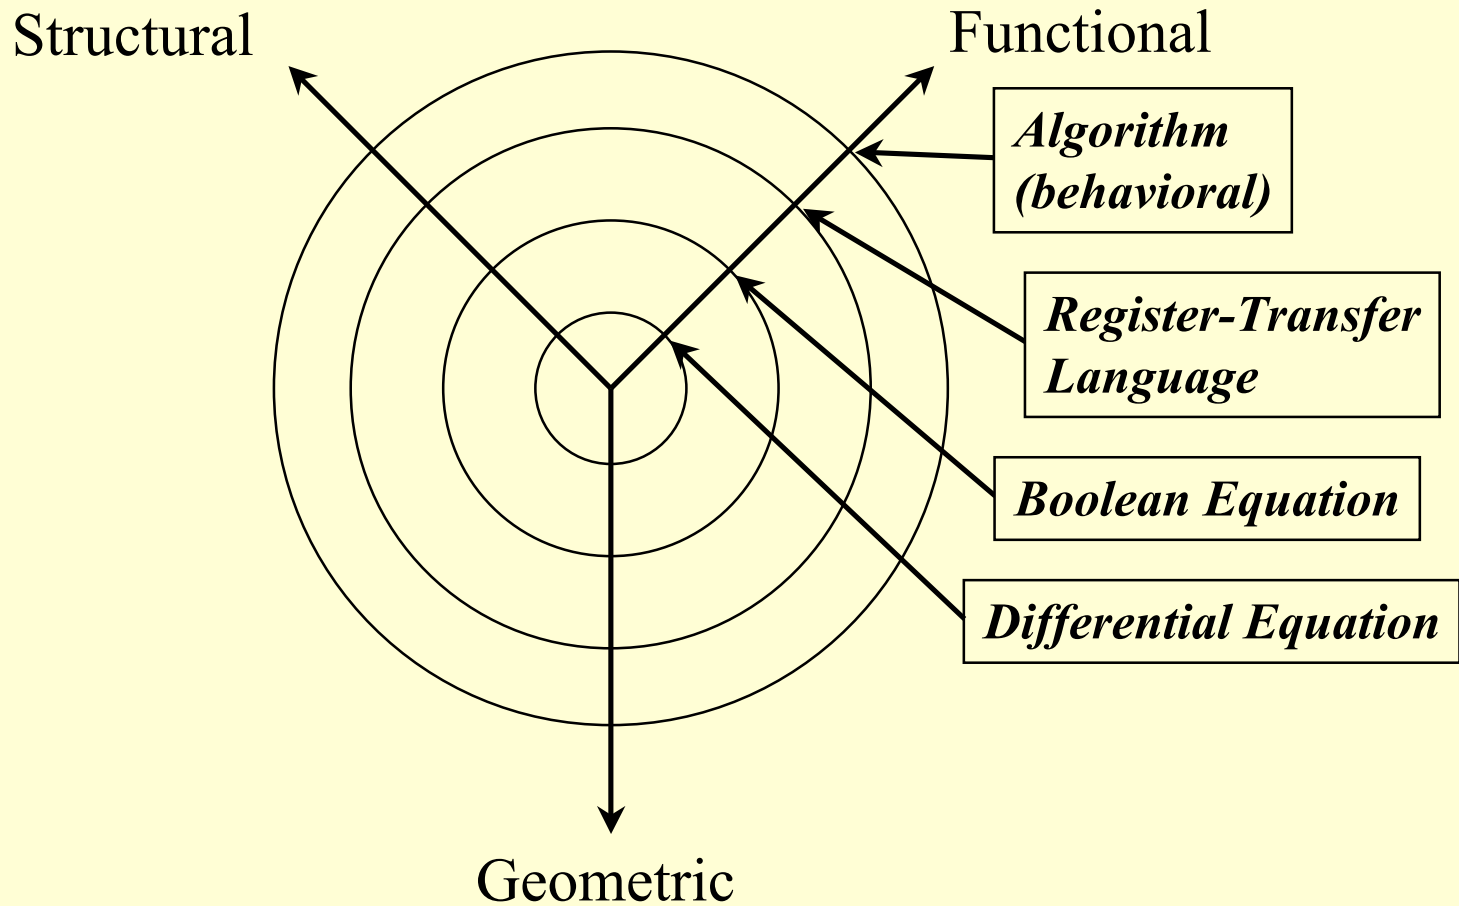 Structural
Functional
Algorithm
(behavioral)
Register-Transfer
Language
Boolean Equation
Differential Equation
Geometric